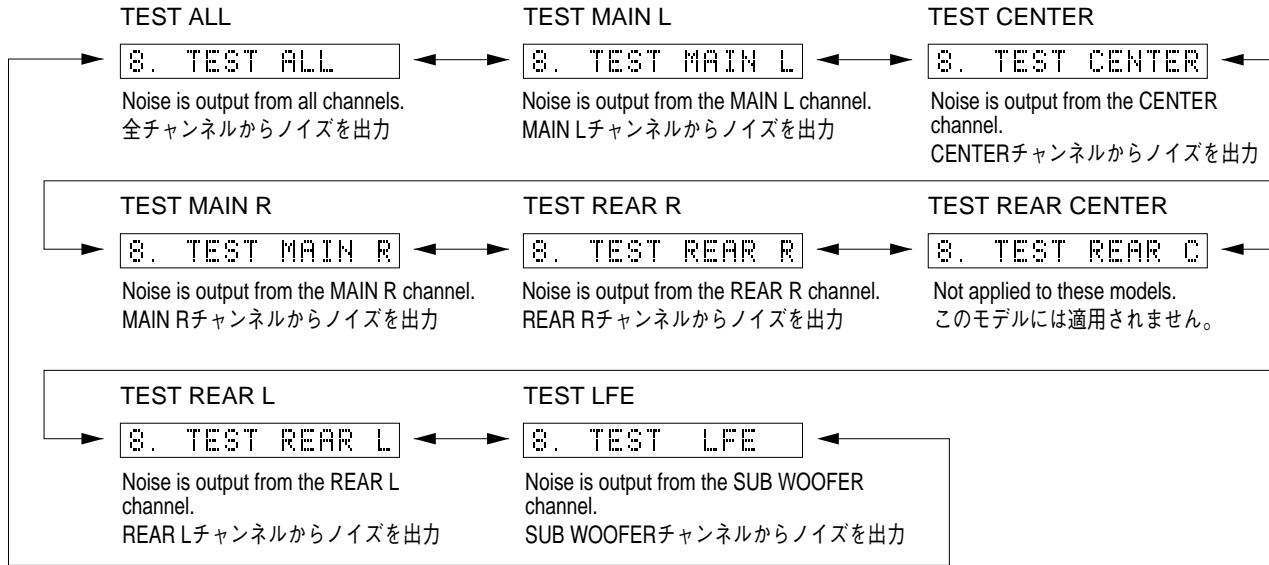 TEST ALL
TEST MAIN L
TEST CENTER
8. TEST ALL
8. TEST MAIN L
8. TEST CENTER
Noise is output from all channels.
全チャンネルからノイズを出力
Noise is output from the MAIN L channel.
MAIN Lチャンネルからノイズを出力
Noise is output from the CENTER
channel.
CENTERチャンネルからノイズを出力
TEST MAIN R
TEST REAR R
TEST REAR CENTER
8. TEST MAIN R
8. TEST REAR R
8. TEST REAR C
Noise is output from the MAIN R channel.
MAIN Rチャンネルからノイズを出力
Noise is output from the REAR R channel.
REAR Rチャンネルからノイズを出力
Not applied to these models.
このモデルには適用されません。
TEST REAR L
TEST LFE
8. TEST REAR L
8. TEST LFE
Noise is output from the REAR L
channel.
REAR Lチャンネルからノイズを出力
Noise is output from the SUB WOOFER
channel.
SUB WOOFERチャンネルからノイズを出力